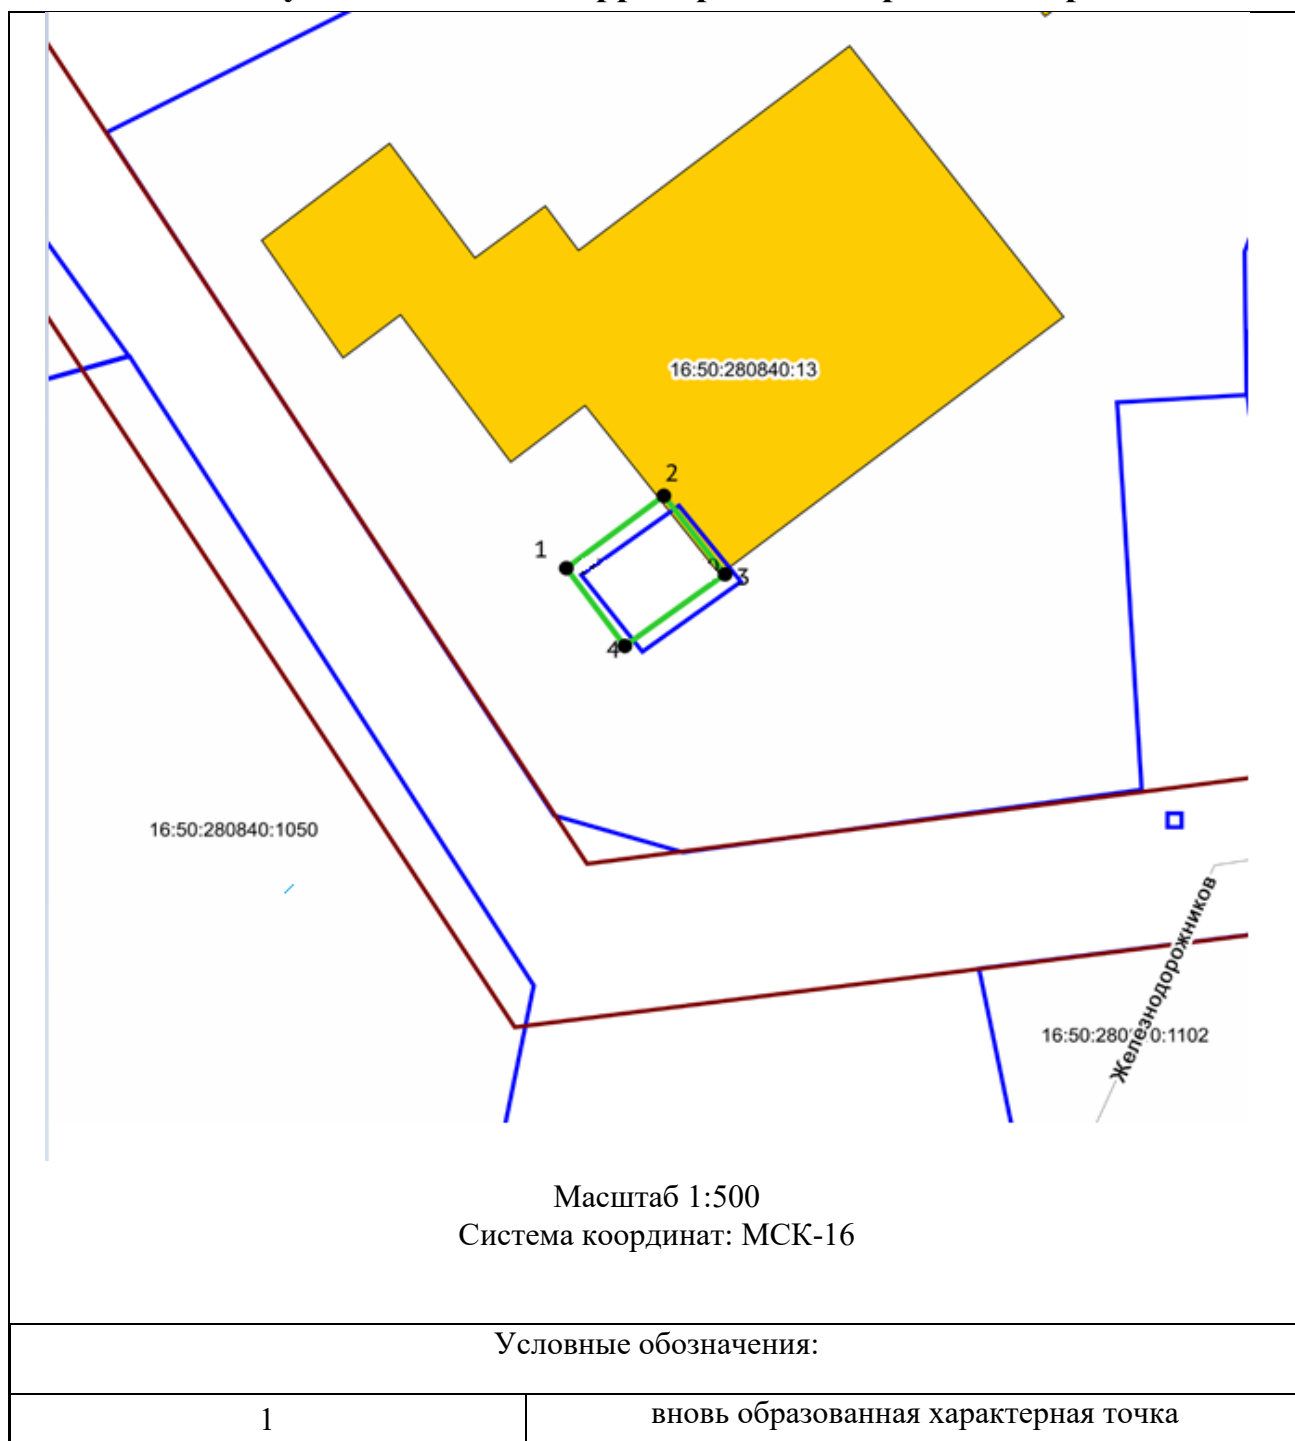 16:50:280840:13
2
1
3
4
16:50:280840:1050
Железнодорожников
16:50:280
0:1102
Масштаб 1:500
Система координат: МСК-16
Условные обозначения:
1
вновь образованная характерная точка